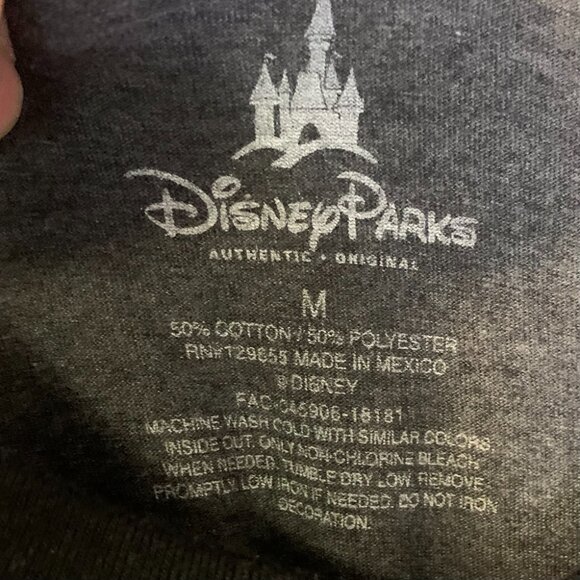 Disney Parks
AUTHENTIC • ORIGINAL
M
50% COTTON / 50% POLYESTER
RN#129655 MADE IN MEXICO
©DISNEY
FAC-045906-18181
MACHINE WASH COLD WITH SIMILAR COLORS,
INSIDE OUT. ONLY NON-CHLORINE BLEACH
WHEN NEEDED. TUMBLE DRY LOW. REMOVE
PROMPTLY LOW IRON IF NEEDED. DO NOT IRON
DECORATION.